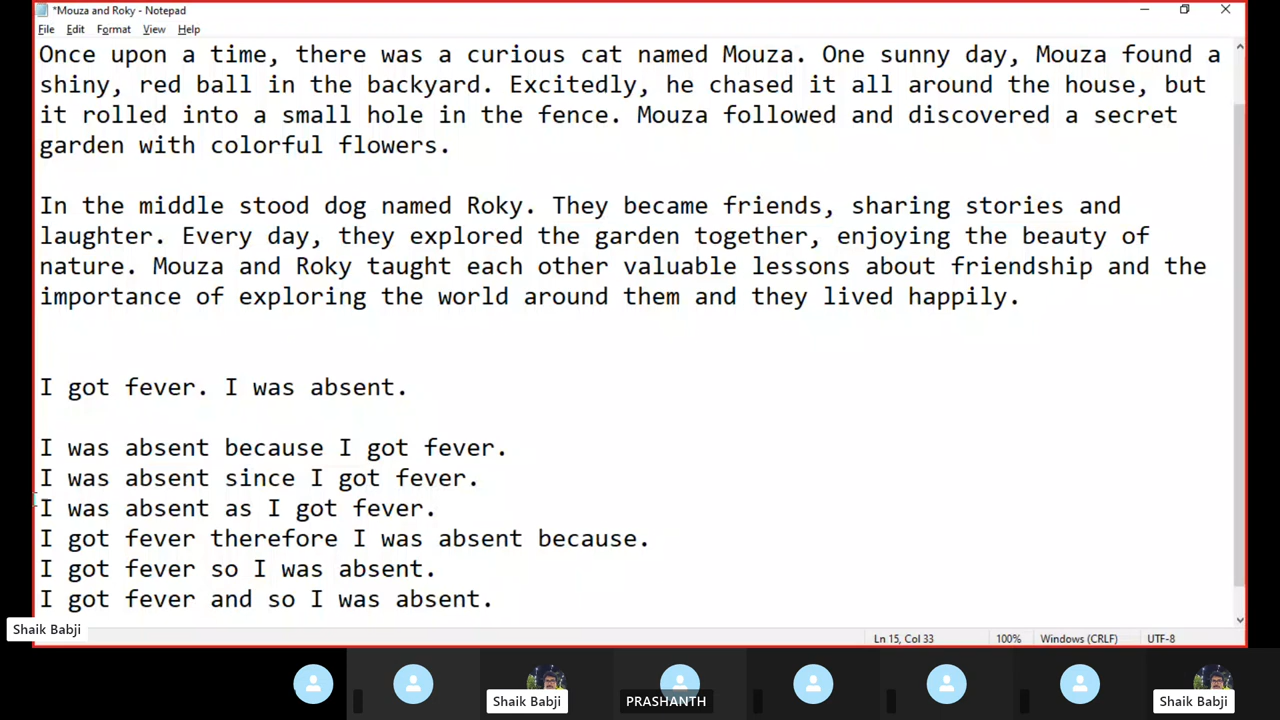 *Mouza and Roky - Notepad
File Edit Format View Help
Once upon a time, there was a curious cat named Mouza. One sunny day, Mouza found a
shiny, red ball in the backyard. Excitedly, he chased it all around the house, but
it rolled into a small hole in the fence. Mouza followed and discovered a secret
garden with colorful flowers.
In the middle stood dog named Roky. They became friends, sharing stories and
laughter. Every day, they explored the garden together, enjoying the beauty of
nature. Mouza and Roky taught each other valuable lessons about friendship and the
importance of exploring the world around them and they lived happily.
I got fever. I was absent.
I was absent because I got fever.
I was absent since I got fever.
I was absent as I got fever.
I got fever therefore I was absent because.
I got fever so I was absent.
I got fever and so I was absent.
Shaik Babji
Ln 15, Col 33 100% Windows (CRLF) UTF-8
Shaik Babji PRASHANTH Shaik Babji